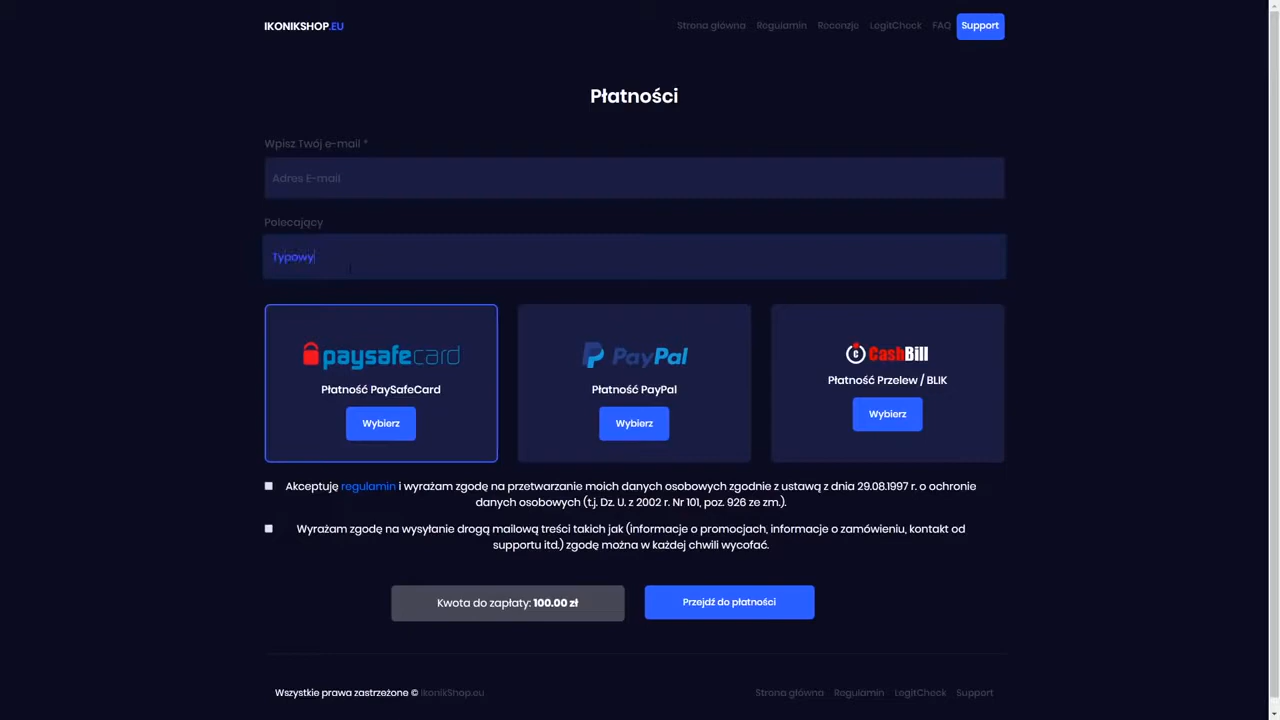 IKONIKSHOP.EU
Strona główna Regulamin Recenzje LegitCheck FAQ Support
Płatności
Wpisz Twój e-mail *
Adres E-mail
Polecający
Typowy
paysafecard
Płatność PaySafeCard
Wybierz
PayPal
Płatność PayPal
Wybierz
CashBill
Płatność Przelew / BLIK
Wybierz
Akceptuję regulamin i wyrażam zgodę na przetwarzanie moich danych osobowych zgodnie z ustawą z dnia 29.08.1997 r. o ochronie
danych osobowych (t.j. Dz. U. z 2002 r. Nr 101, poz. 926 ze zm.).
Wyrażam zgodę na wysyłanie drogą mailową treści takich jak (informacje o promocjach, informacje o zamówieniu, kontakt od
supportu itd.) zgodę można w każdej chwili wycofać.
Kwota do zapłaty: 100.00 zł
Przejdź do płatności
Wszystkie prawa zastrzeżone © ikonikShop.eu
Strona główna Regulamin LegitCheck Support